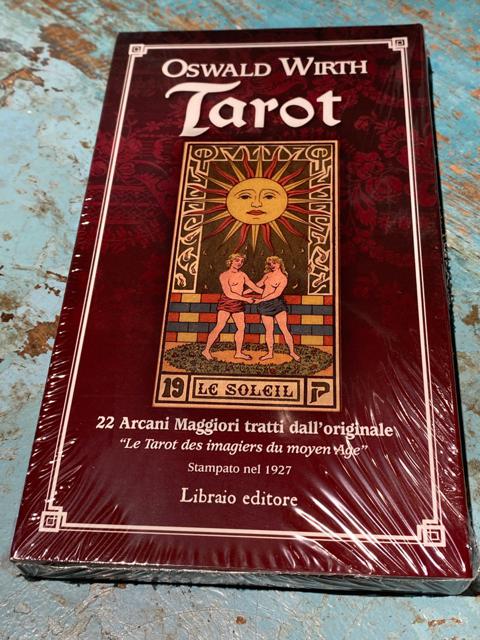 OSWALD WIRTH
Tarot
19 LE SOLEIL
22 Arcani Maggiori tratti dall'originale
"Le Tarot des imagiers du moyen Age"
Stampato nel 1927
Libraio editore